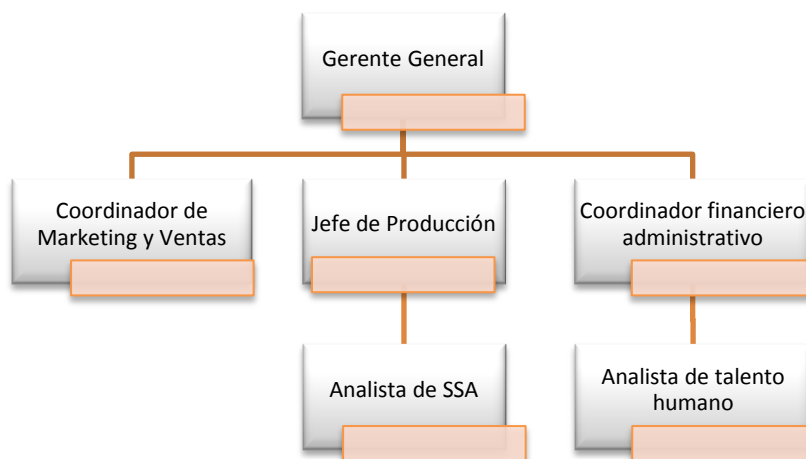 Gerente General
Coordinador de
Marketing y Ventas
Jefe de Producción
Coordinador financiero
administrativo
Analista de SSA
Analista de talento
humano